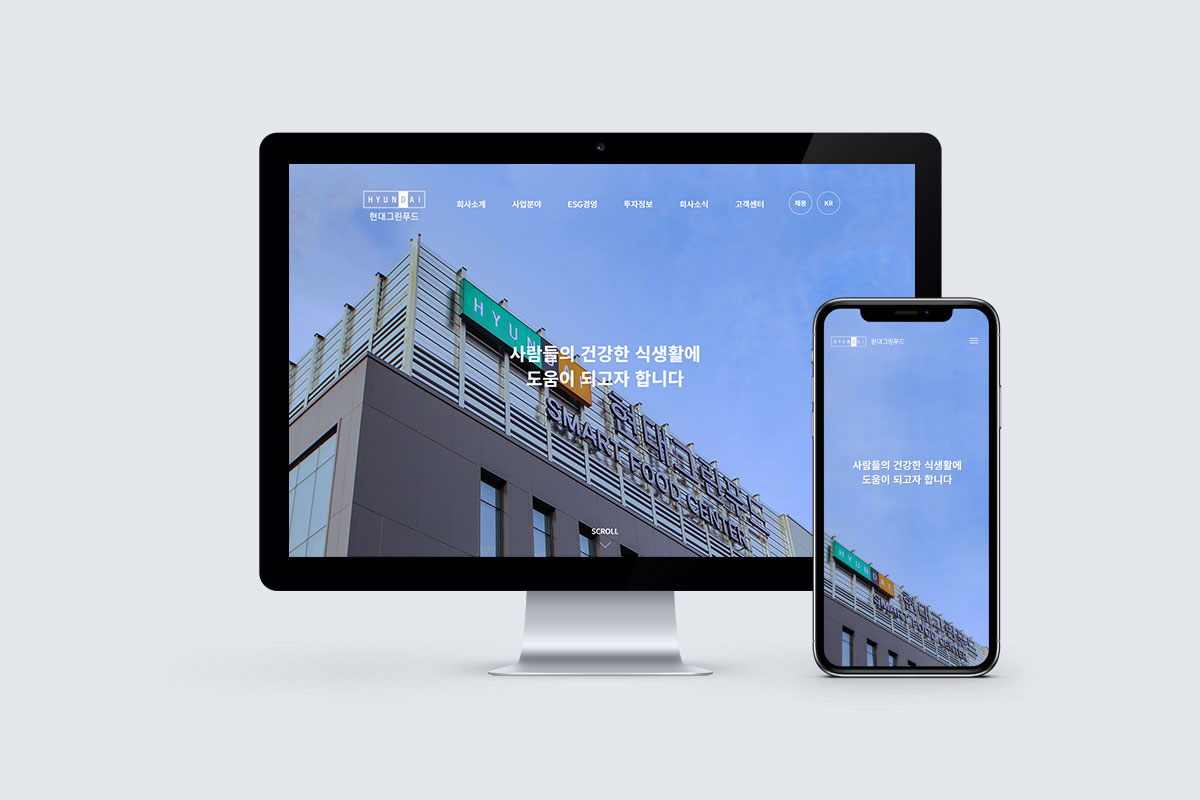 HYUNDAI
현대그린푸드
회사소개 사업분야 ESG경영 투자정보 회사소식 고객센터 채용 KR
HYUNDAI
사람들의 건강한 식생활에
도움이 되고자 합니다
현대그린푸드
SMART FOOD CENTER
SCROLL
HYUNDAI 현대그린푸드
사람들의 건강한 식생활에
도움이 되고자 합니다
HYUNDAI
현대그린푸드
SMART FOOD CENTER